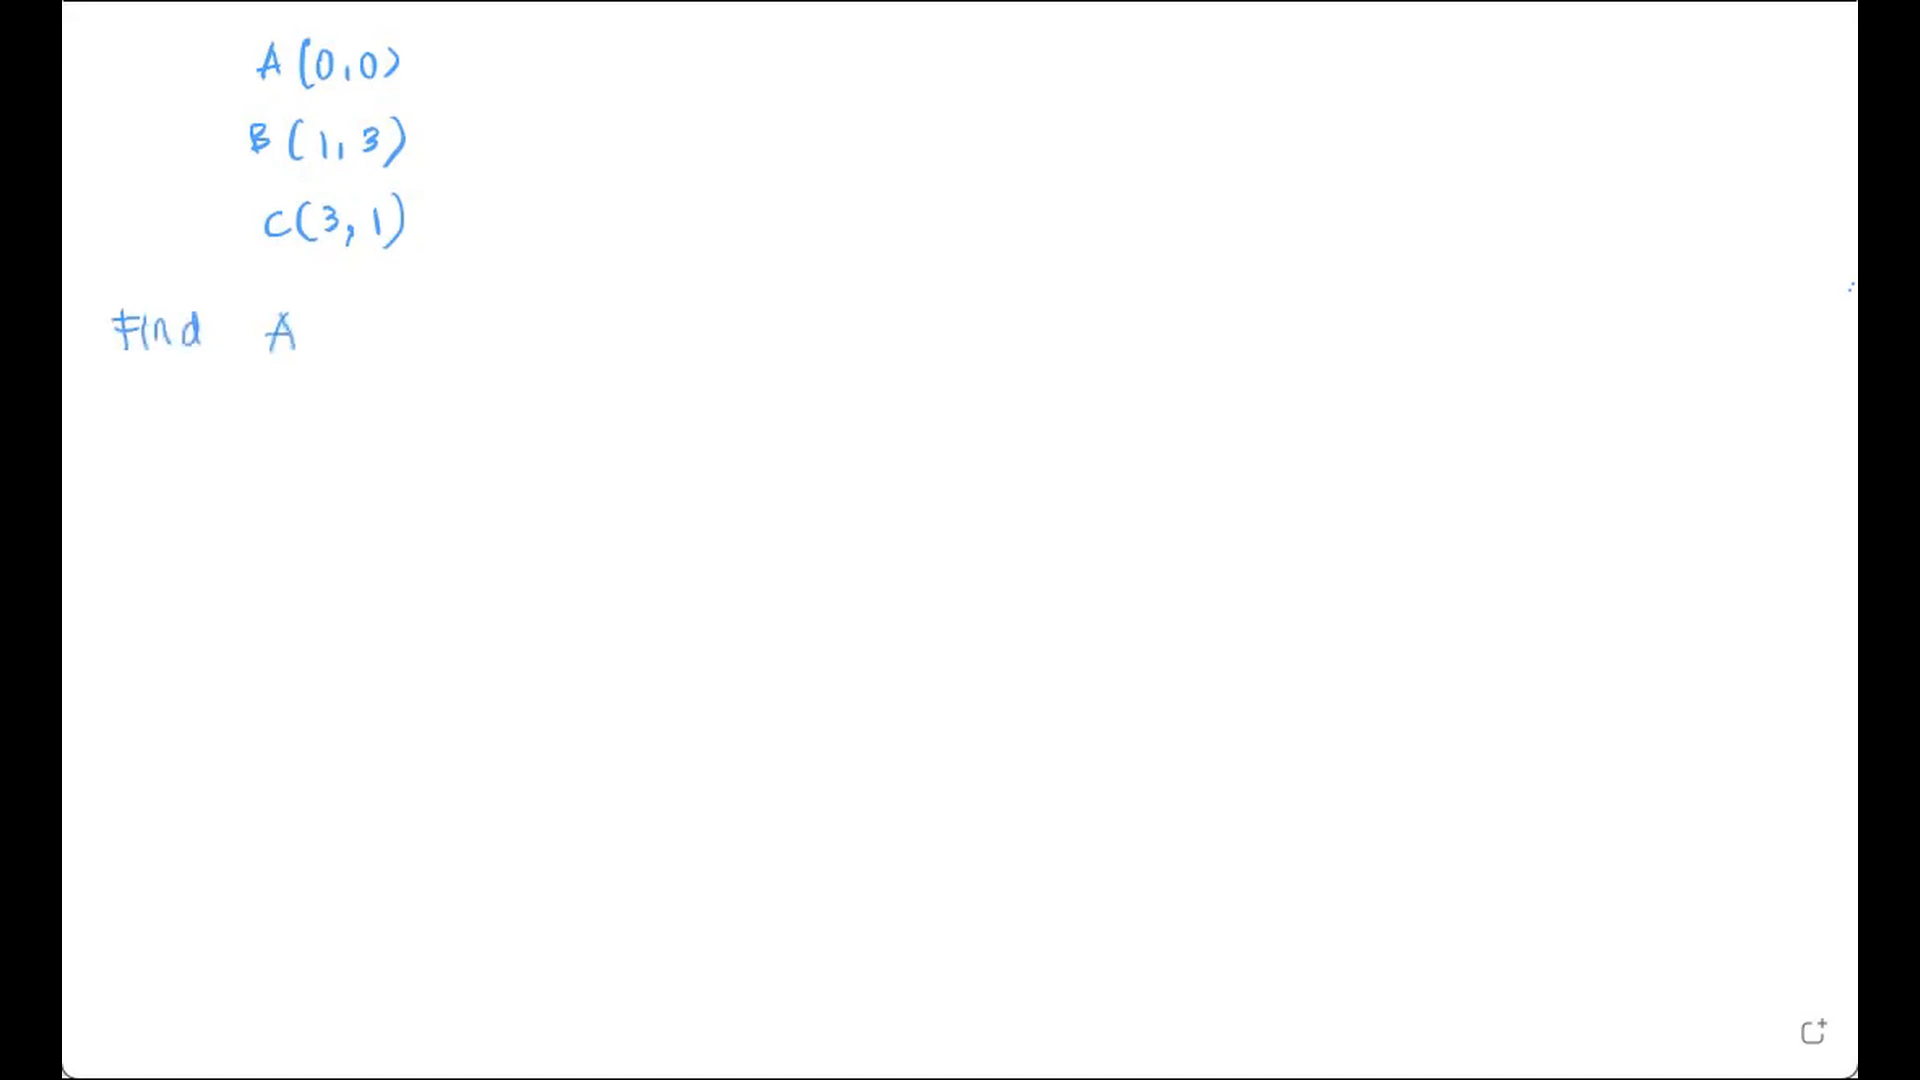 A(0,0)
B(1,3)
C(3,1)
Find A